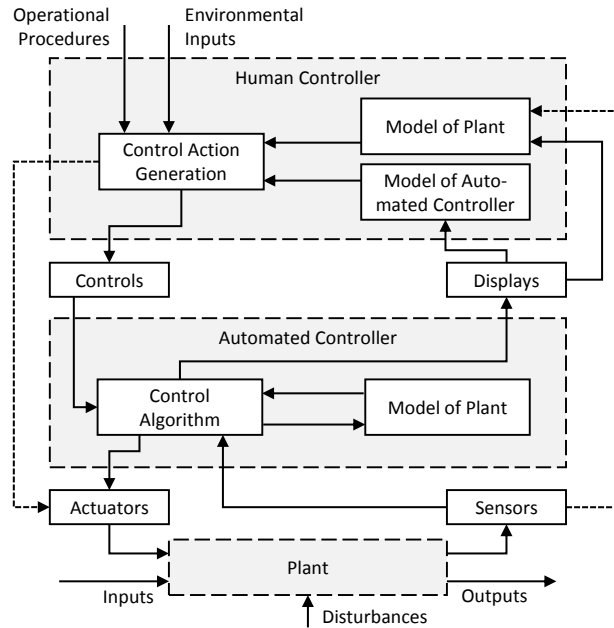 Operational
Procedures
Environmental
Inputs
Human Controller
Control Action
Generation
Model of Plant
Model of Auto-
mated Controller
Controls
Displays
Automated Controller
Control
Algorithm
Model of Plant
Actuators
Sensors
Plant
Inputs
Outputs
Disturbances